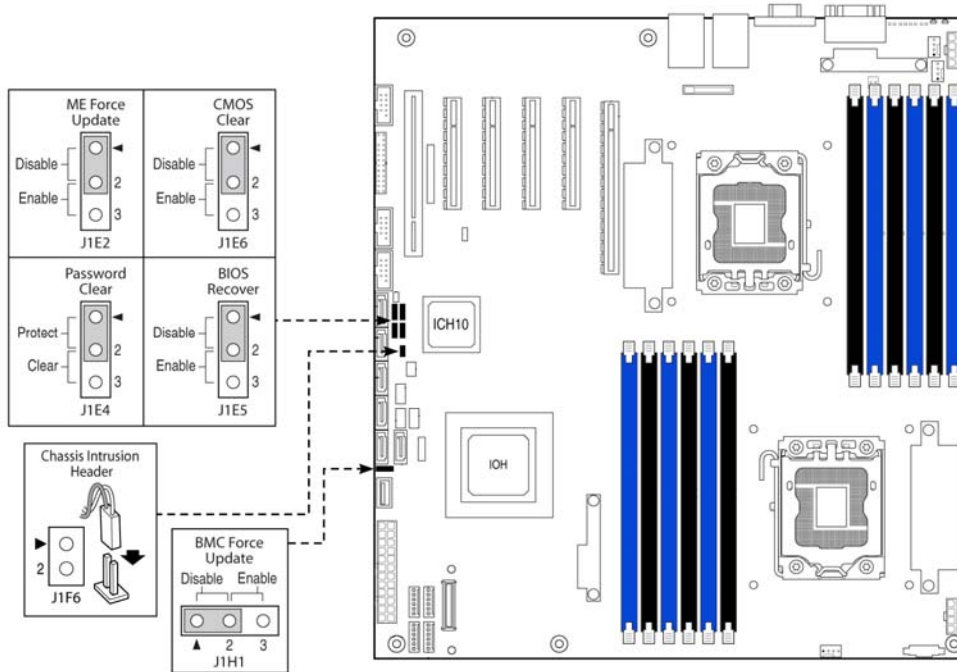 ME Force
Update
Disable
Enable
2
3
J1E2
CMOS
Clear
Disable
Enable
2
3
J1E6
Password
Clear
Protect
Clear
2
3
J1E4
BIOS
Recover
Disable
Enable
2
3
J1E5
Chassis Intrusion
Header
2
J1F6
BMC Force
Update
Disable Enable
2 3
J1H1
ICH10
IOH